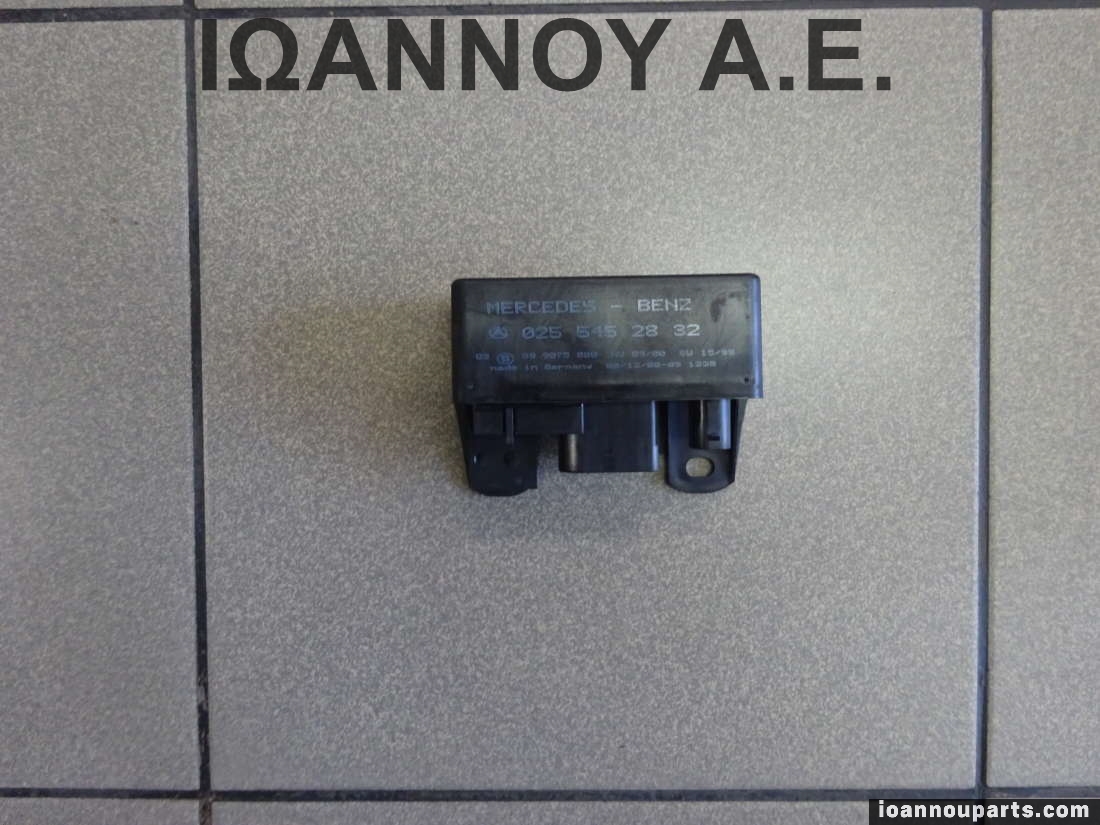 ΙΩΑΝΝΟΥ Α.Ε.
MERCEDES - BENZ
025 545 28 32
made in Germany
ioannouparts.com